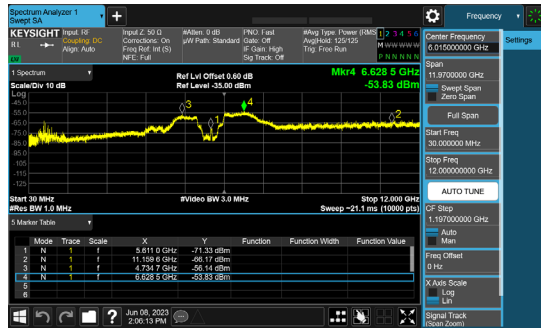 Spectrum Analyzer 1
Swept SA
+
Frequency
KEYSIGHT
Input: RF
Coupling: DC
Align: Auto
Input Z: 50 Ω
Corrections: On
Freq Ref: Int (S)
NFE: Full
#Atten: 0 dB
µW Path: Standard
PNO: Fast
Gate: Off
IF Gain: High
Sig Track: Off
#Avg Type: Power (RMS
Avg|Hold: 125/125
Trig: Free Run
1 2 3 4 5 6
M W W W W W
P N N N N N
R L
Center Frequency
6.015000000 GHz
Settings
Span
11.9700000 GHz
Swept Span
Zero Span
Full Span
Start Freq
30.000000 MHz
Stop Freq
12.000000000 GHz
AUTO TUNE
CF Step
1.197000000 GHz
Auto
Man
Freq Offset
0 Hz
X Axis Scale
Log
Lin
Signal Track
(Span Zoom)
1 Spectrum
Scale/Div 10 dB
Ref Lvl Offset 0.60 dB
Ref Level -35.00 dBm
Mkr4 6.628 5 GHz
-53.83 dBm
Log
-45.0
-55.0
-65.0
-75.0
-85.0
-95.0
-105
-115
-125
3
1
4
2
Start 30 MHz
#Res BW 1.0 MHz
#Video BW 3.0 MHz
Stop 12.000 GHz
Sweep ~21.1 ms (10000 pts)
5 Marker Table
Mode Trace Scale X Y Function Function Width Function Value
1 N 1 f 5.611 0 GHz -71.33 dBm
2 N 1 f 11.159 6 GHz -66.17 dBm
3 N 1 f 4.734 7 GHz -56.14 dBm
4 N 1 f 6.628 5 GHz -53.83 dBm
5
6
?
Jun 08, 2023
2:06:13 PM